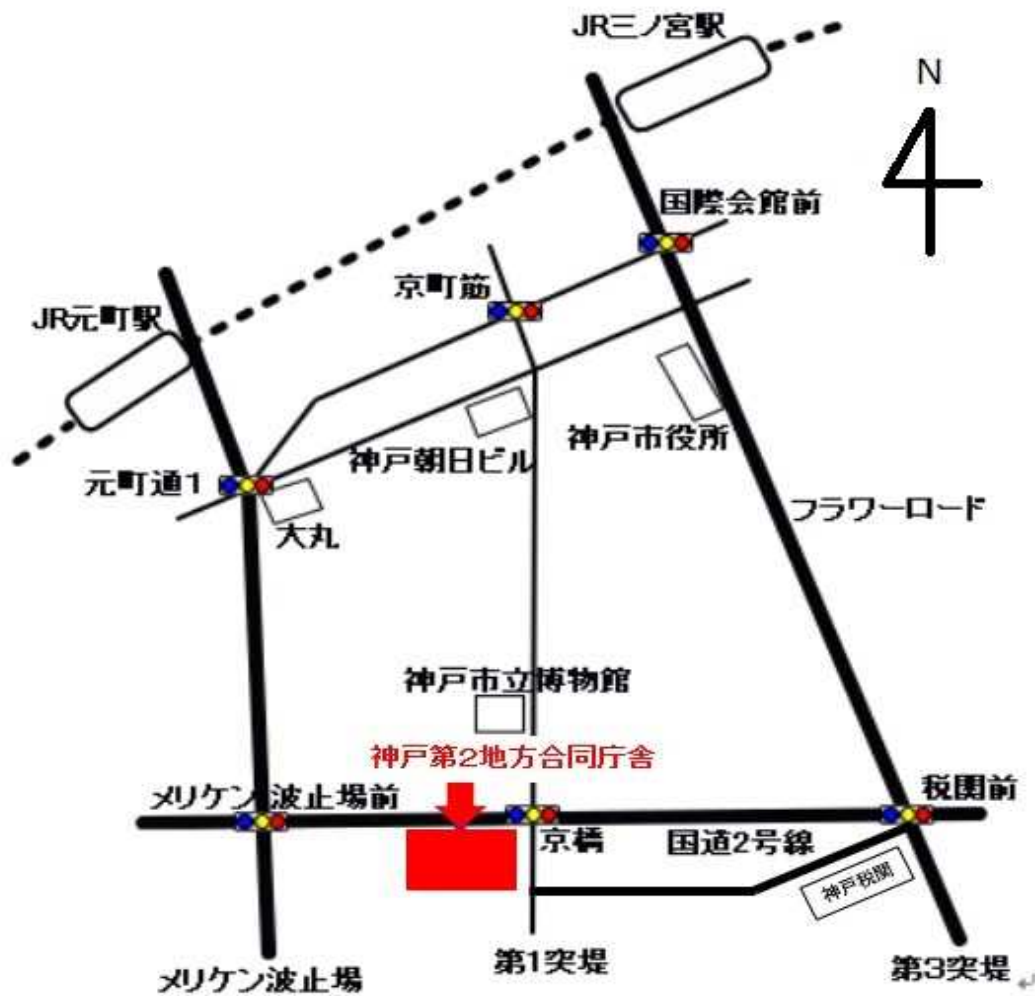 JR三ノ宮駅
N
国際会館前
京町筋
JR元町駅
神戸朝日ビル
神戸市役所
元町通1
大丸
フラワーロード
神戸市立博物館
神戸第2地方合同庁舎
メリケン波止場前
税関前
京橋
国道2号線
神戸税関
第1突堤
第3突堤
メリケン波止場